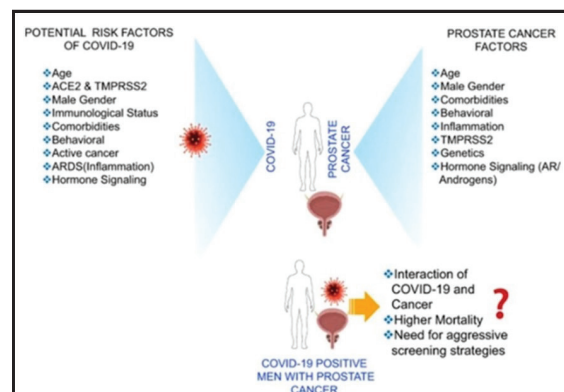 POTENTIAL RISK FACTORS
OF COVID-19
❖Age
❖ACE2 & TMPRSS2
❖Male Gender
❖Immunological Status
❖Comorbidities
❖Behavioral
❖Active cancer
❖ARDS(Inflammation)
❖Hormone Signaling
COVID-19
PROSTATE
CANCER
PROSTATE CANCER
FACTORS
❖Age
❖Male Gender
❖Comorbidities
❖Behavioral
❖Inflammation
❖TMPRSS2
❖Genetics
❖Hormone Signaling (AR/
Androgens)
❖Interaction of
COVID-19 and
Cancer
❖Higher Mortality
❖Need for aggressive
screening strategies
?
COVID-19 POSITIVE
MEN WITH PROSTATE
CANCER